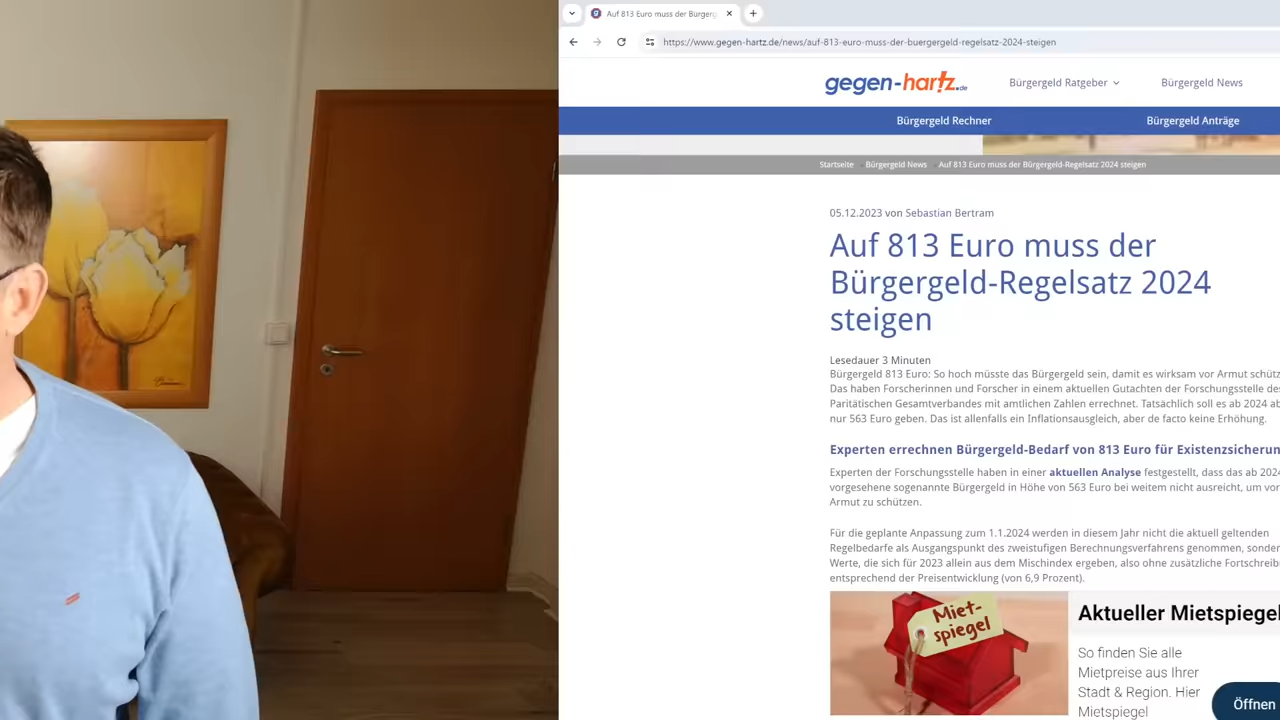 Auf 813 Euro muss der Bürgerg
https://www.gegen-hartz.de/news/auf-813-euro-muss-der-buergergeld-regelsatz-2024-steigen
gegen-hartz.de
Bürgergeld Ratgeber
Bürgergeld News
Bürgergeld Rechner
Bürgergeld Anträge
Startseite
Bürgergeld News
Auf 813 Euro muss der Bürgergeld-Regelsatz 2024 steigen
05.12.2023 von Sebastian Bertram
Auf 813 Euro muss der
Bürgergeld-Regelsatz 2024
steigen
Lesedauer 3 Minuten
Bürgergeld 813 Euro: So hoch müsste das Bürgergeld sein, damit es wirksam vor Armut schütz
Das haben Forscherinnen und Forscher in einem aktuellen Gutachten der Forschungsstelle des
Paritätischen Gesamtverbandes mit amtlichen Zahlen errechnet. Tatsächlich soll es ab 2024 ab
nur 563 Euro geben. Das ist allenfalls ein Inflationsausgleich, aber de facto keine Erhöhung.
Experten errechnen Bürgergeld-Bedarf von 813 Euro für Existenzsicherun
Experten der Forschungsstelle haben in einer aktuellen Analyse festgestellt, dass das ab 2024
vorgesehene sogenannte Bürgergeld in Höhe von 563 Euro bei weitem nicht ausreicht, um vor
Armut zu schützen.
Für die geplante Anpassung zum 1.1.2024 werden in diesem Jahr nicht die aktuell geltenden
Regelbedarfe als Ausgangspunkt des zweistufigen Berechnungsverfahrens genommen, sonder
Werte, die sich für 2023 allein aus dem Mischindex ergeben, also ohne zusätzliche Fortschreib
entsprechend der Preisentwicklung (von 6,9 Prozent).
Miet-
spiegel
Aktueller Mietspiegel
So finden Sie alle
Mietpreise aus Ihrer
Stadt & Region. Hier
Mietspiegel
Öffnen